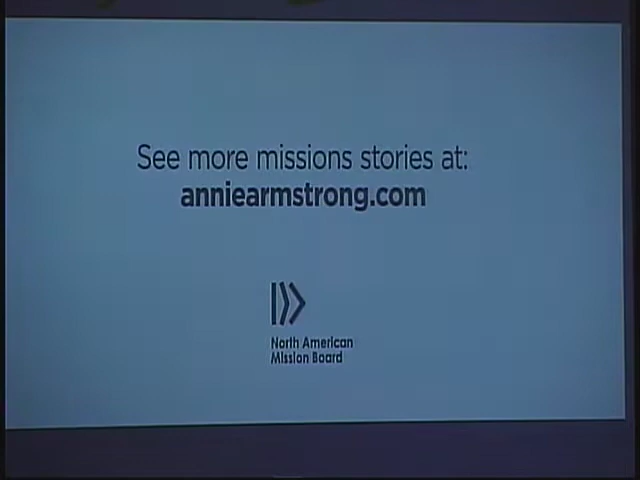 See more missions stories at:
anniearmstrong.com
North American
Mission Board